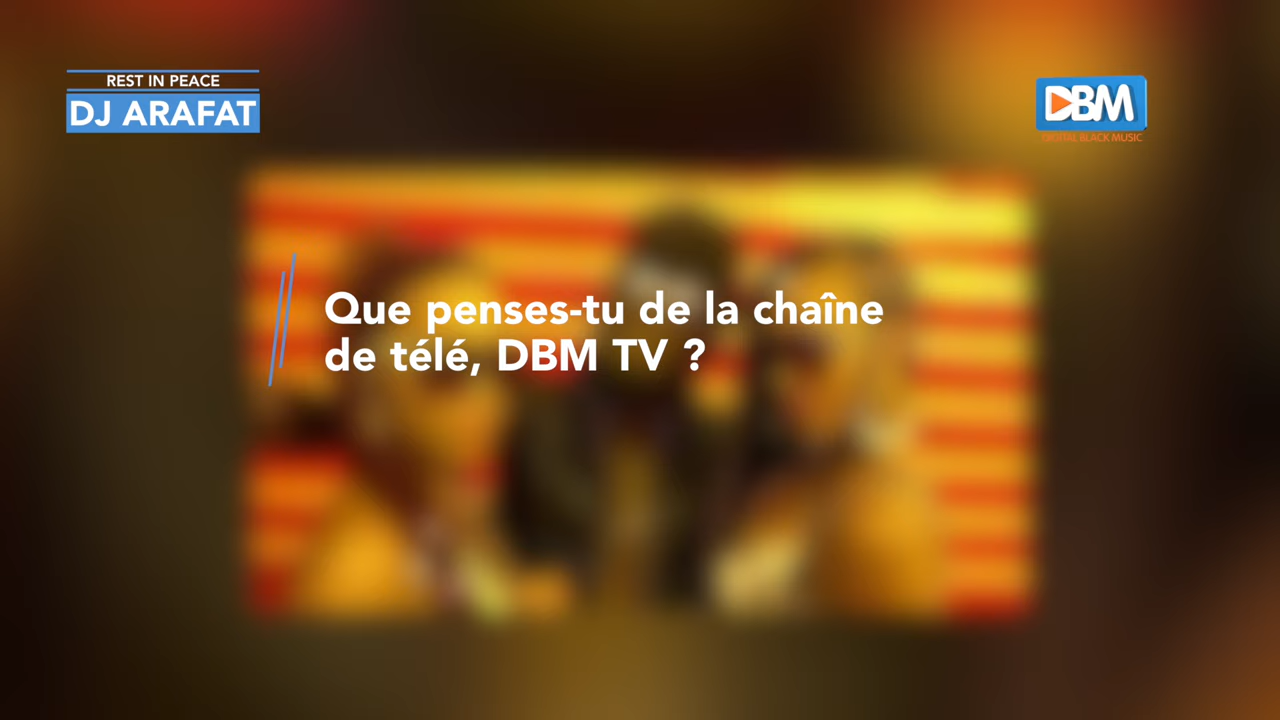 REST IN PEACE
DJ ARAFAT
DBM
DIGITAL BLACK MUSIC
Que penses-tu de la chaîne
de télé, DBM TV ?